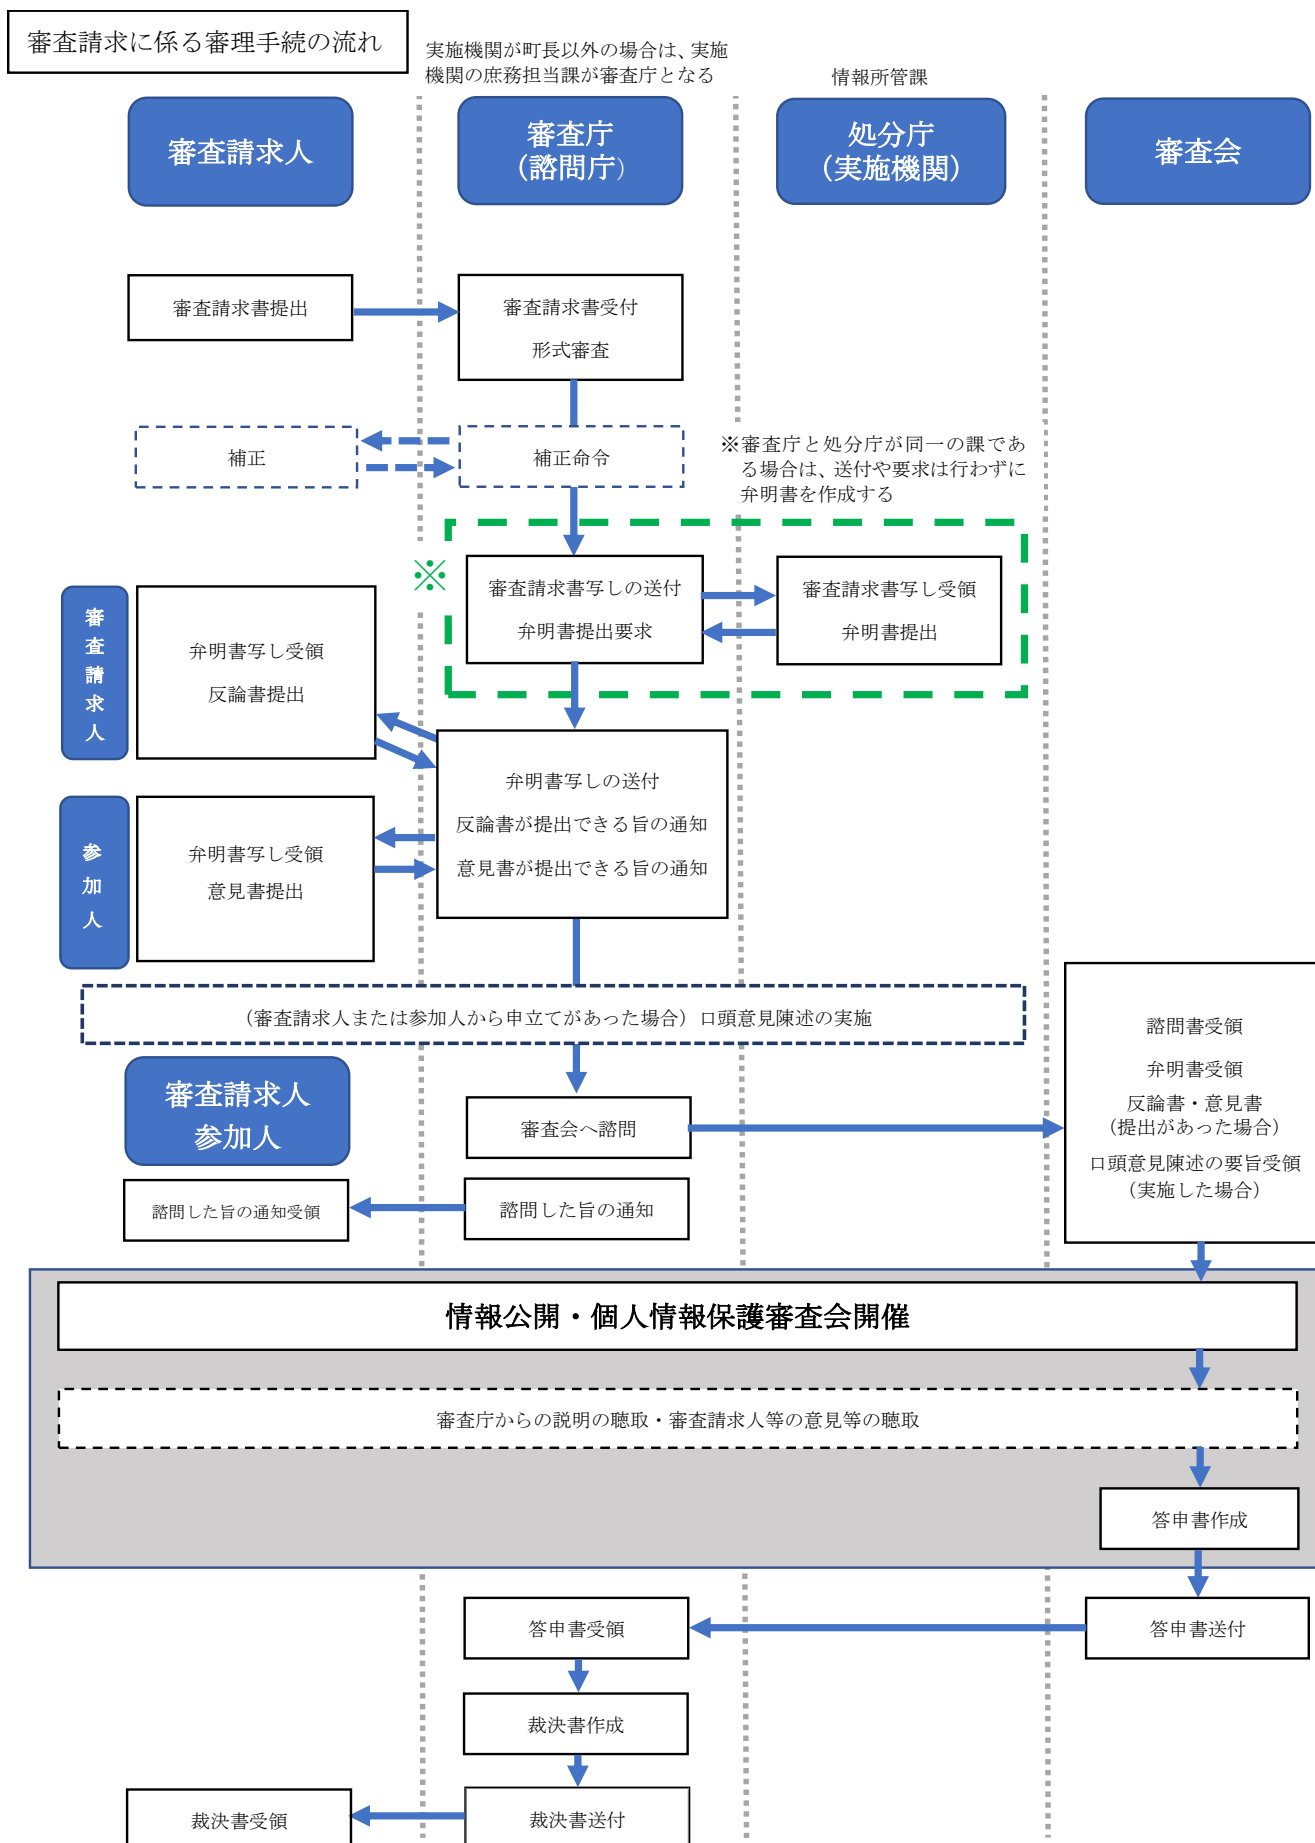 審査請求に係る審理手続の流れ
実施機関が町長以外の場合は、実施
機関の庶務担当課が審査庁となる
情報所管課
審査請求人
審査庁
（諮問庁）
処分庁
（実施機関）
審査会
審査請求書提出
審査請求書受付
形式審査
補正
補正命令
※審査庁と処分庁が同一の課であ
る場合は、送付や要求は行わずに
弁明書を作成する
※
審査請求書写しの送付
弁明書提出要求
審査請求書写し受領
弁明書提出
審査請求人
弁明書写し受領
反論書提出
弁明書写しの送付
反論書が提出できる旨の通知
意見書が提出できる旨の通知
参加人
弁明書写し受領
意見書提出
（審査請求人または参加人から申立てがあった場合）口頭意見陳述の実施
諮問書受領
弁明書受領
反論書・意見書
（提出があった場合）
口頭意見陳述の要旨受領
（実施した場合）
審査請求人
参加人
審査会へ諮問
諮問した旨の通知受領
諮問した旨の通知
情報公開・個人情報保護審査会開催
審査庁からの説明の聴取・審査請求人等の意見等の聴取
答申書作成
答申書受領
答申書送付
裁決書作成
裁決書受領
裁決書送付